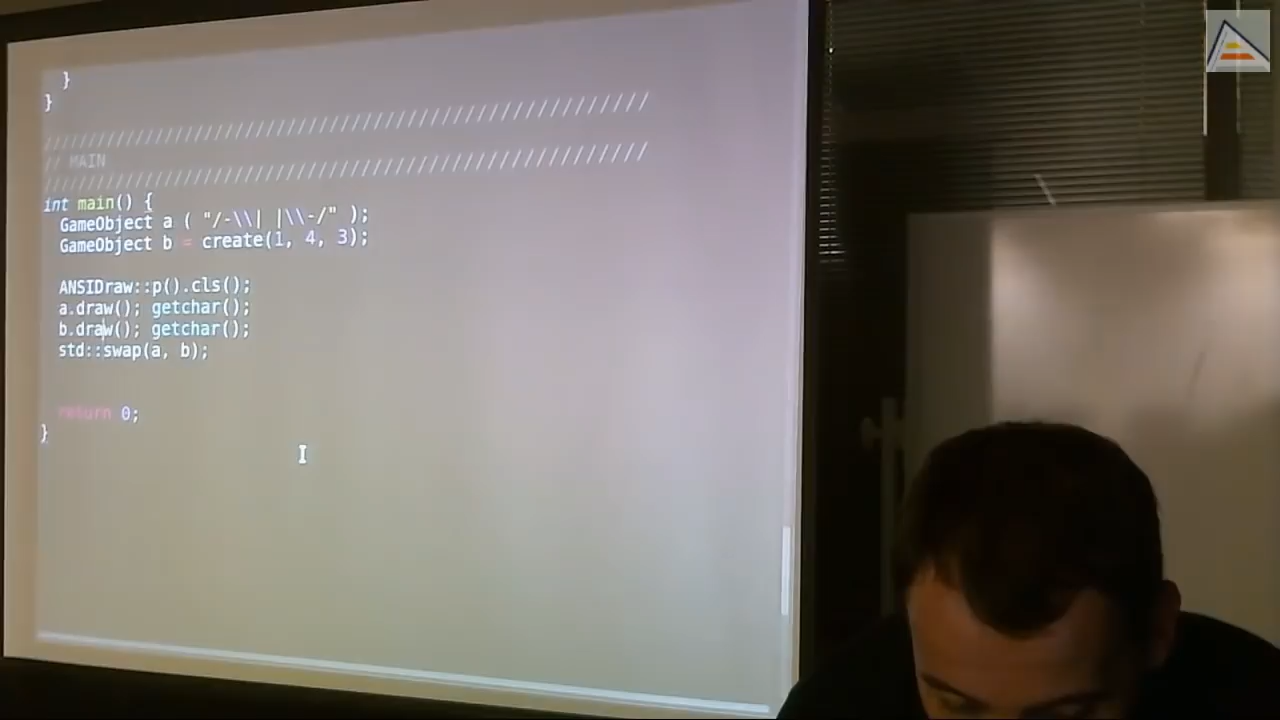 }
}
////////////////////////////////////////////////////////////////
// MAIN
////////////////////////////////////////////////////////////////
int main() {
GameObject a ( "/-\\| |\\-/" );
GameObject b = create(1, 4, 3);
ANSIDraw::p().cls();
a.draw(); getchar();
b.draw(); getchar();
std::swap(a, b);
return 0;
}